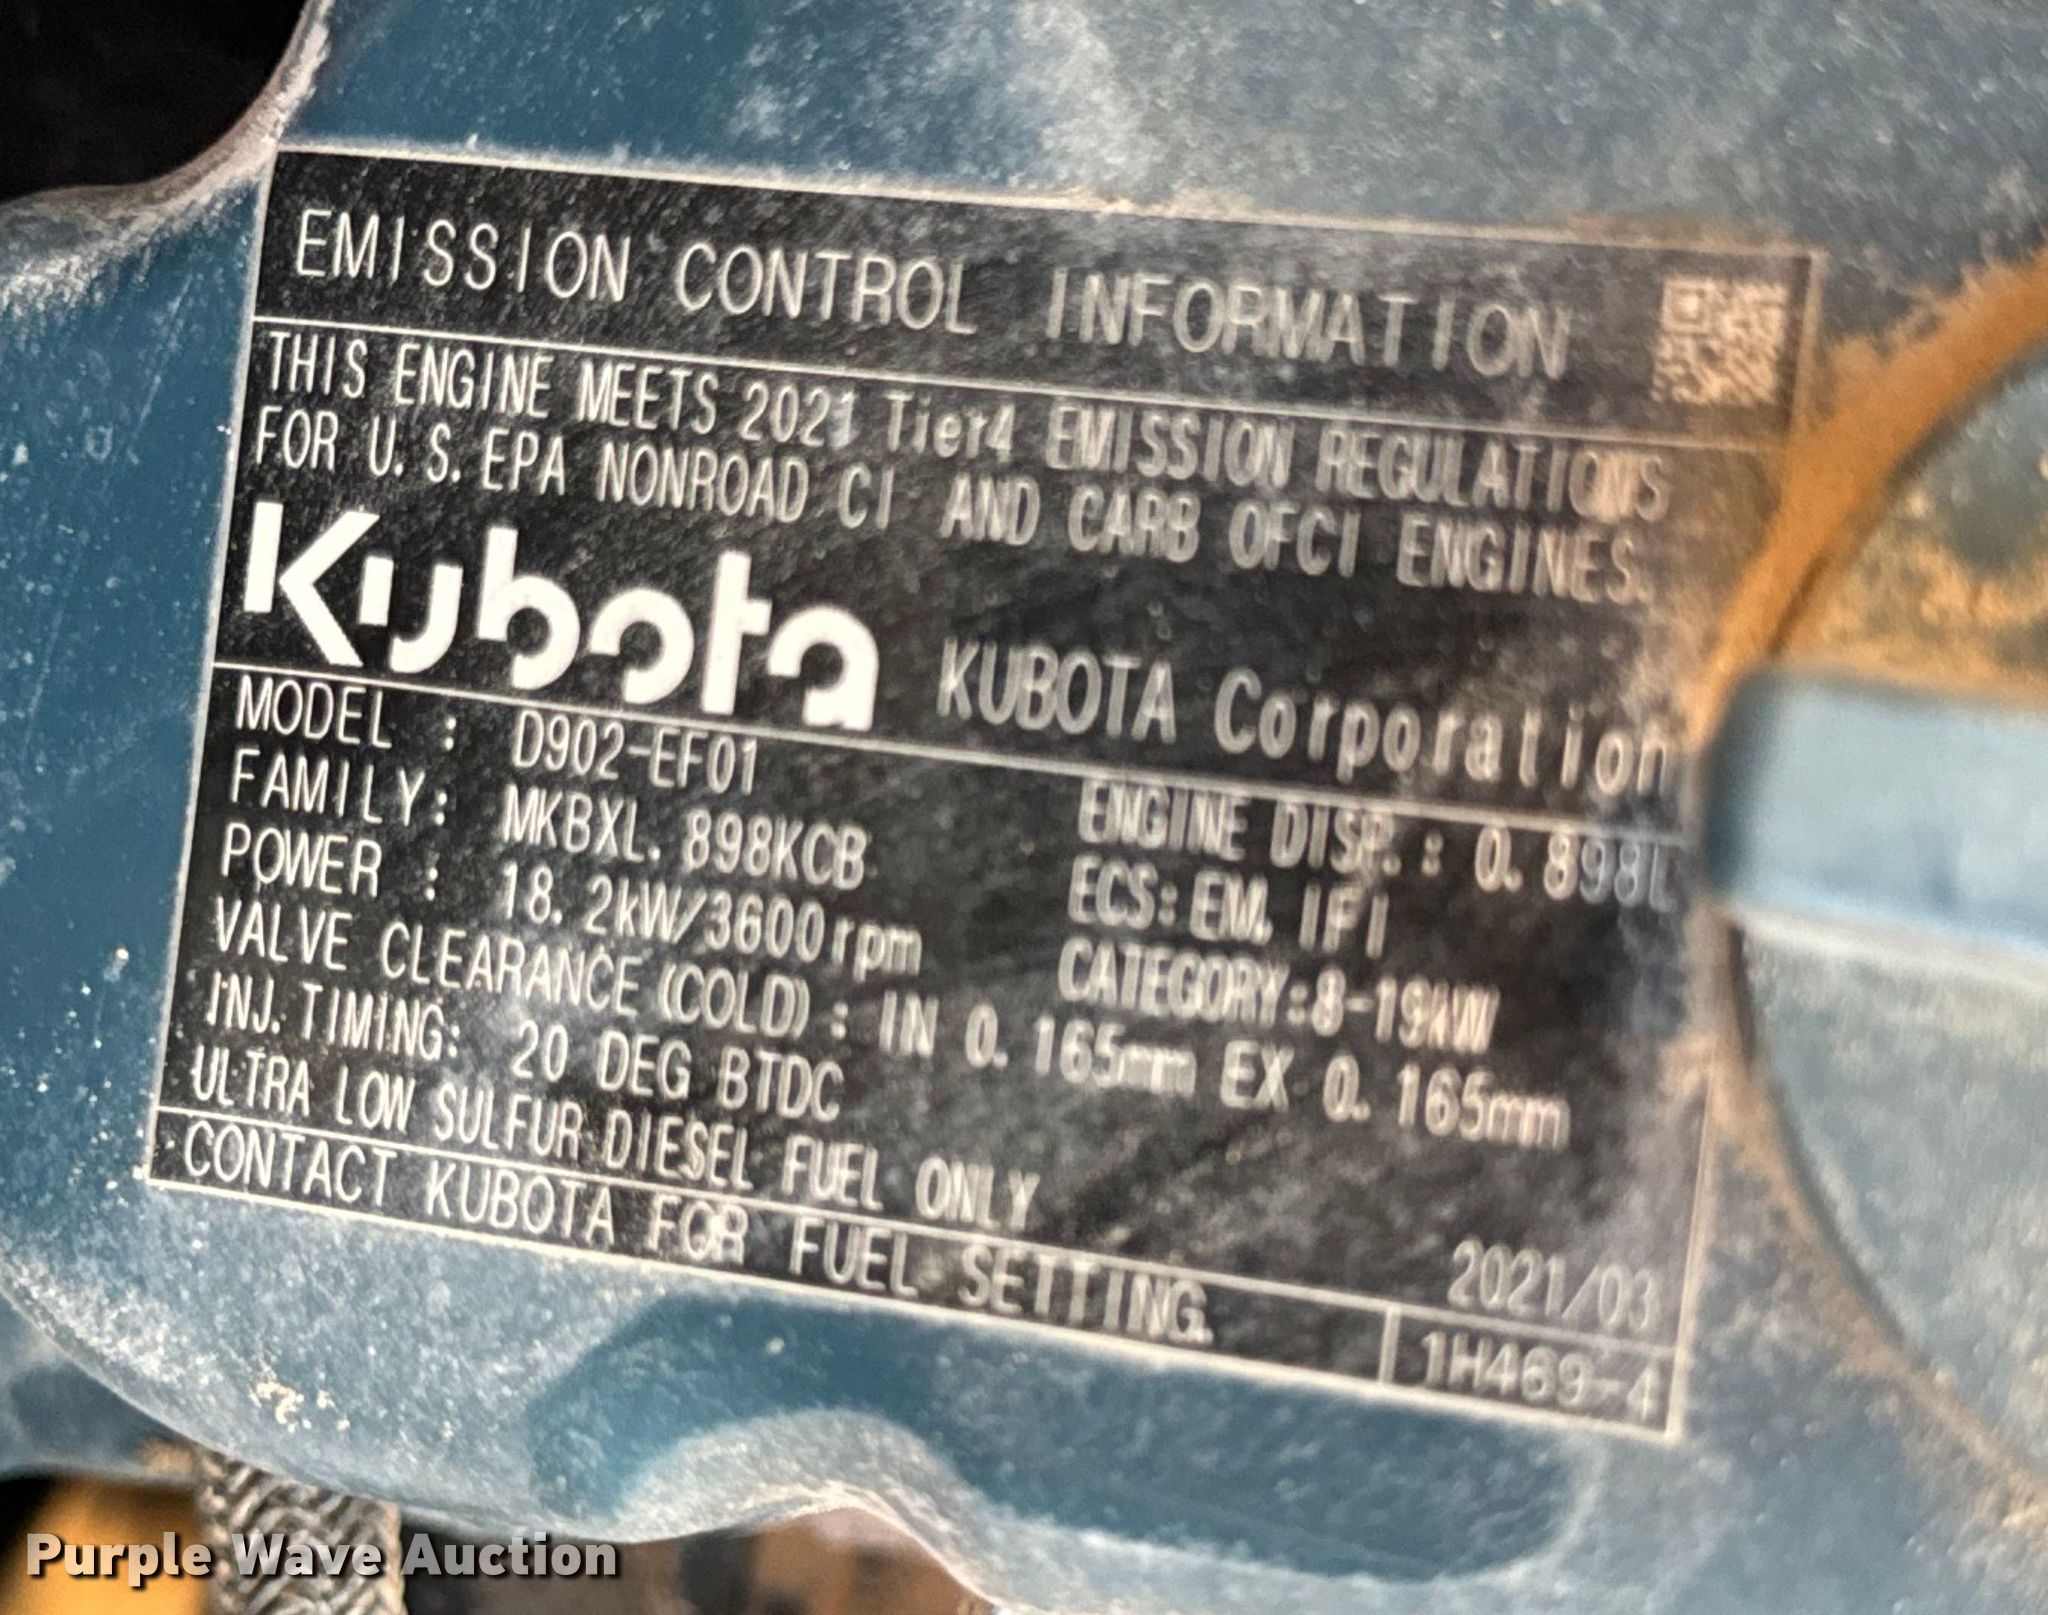 EMISSION CONTROL INFORMATION
THIS ENGINE MEETS 2021 Tier4 EMISSION REGULATIONS
FOR U.S. EPA NONROAD CI AND CARB OFCI ENGINES.
Kubota KUBOTA Corporation
MODEL : D902-EF01 ENGINE DISP.: 0.898L
FAMILY: MKBXL.898KCB ECS: EM, IFI
POWER : 18.2kW/3600rpm CATEGORY:8-19kW
VALVE CLEARANCE (COLD) : IN 0.165mm EX 0.165mm
INJ. TIMING: 20 DEG BTDC
ULTRA LOW SULFUR DIESEL FUEL ONLY 2021/03
CONTACT KUBOTA FOR FUEL SETTING. 1H469-4
Purple Wave Auction